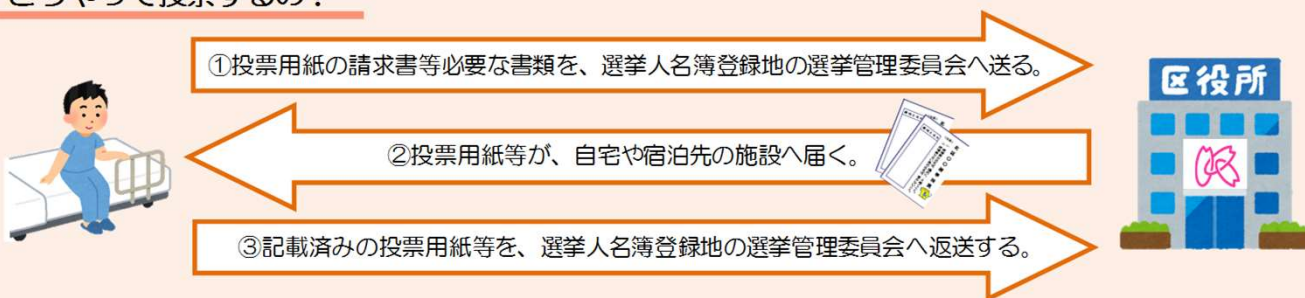 どうやって投票するの？
①投票用紙の請求書等必要な書類を、選挙人名簿登録地の選挙管理委員会へ送る。
区役所
②投票用紙等が、自宅や宿泊先の施設へ届く。
③記載済みの投票用紙等を、選挙人名簿登録地の選挙管理委員会へ返送する。